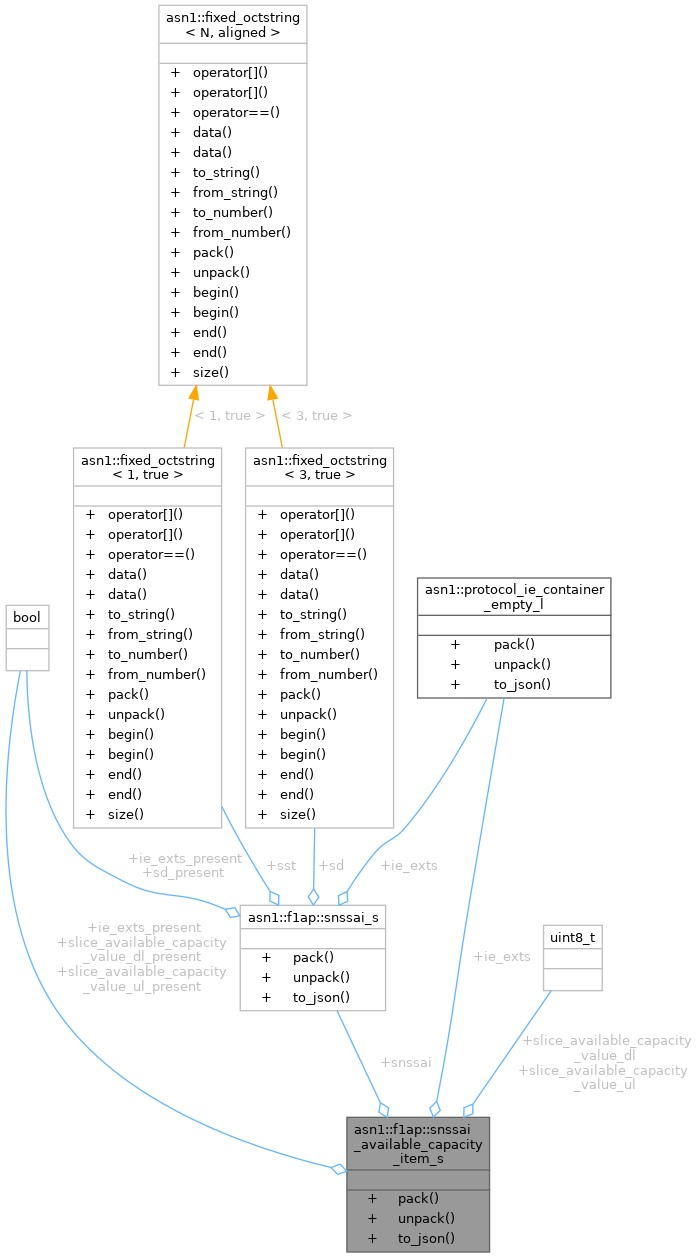 asn1::fixed_octstring
< N, aligned >
+ operator[]()
+ operator[]()
+ operator==()
+ data()
+ data()
+ to_string()
+ from_string()
+ to_number()
+ from_number()
+ pack()
+ unpack()
+ begin()
+ begin()
+ end()
+ end()
+ size()
< 1, true >
< 3, true >
asn1::fixed_octstring
< 1, true >
+ operator[]()
+ operator[]()
+ operator==()
+ data()
+ data()
+ to_string()
+ from_string()
+ to_number()
+ from_number()
+ pack()
+ unpack()
+ begin()
+ begin()
+ end()
+ end()
+ size()
asn1::fixed_octstring
< 3, true >
+ operator[]()
+ operator[]()
+ operator==()
+ data()
+ data()
+ to_string()
+ from_string()
+ to_number()
+ from_number()
+ pack()
+ unpack()
+ begin()
+ begin()
+ end()
+ end()
+ size()
asn1::protocol_ie_container
_empty_l
+ pack()
+ unpack()
+ to_json()
bool
+ie_exts_present
+sd_present
+sst
+sd
+ie_exts
asn1::f1ap::snssai_s
+ pack()
+ unpack()
+ to_json()
+ie_exts_present
+slice_available_capacity
_value_dl_present
+slice_available_capacity
_value_ul_present
uint8_t
+ie_exts
+slice_available_capacity
_value_dl
+slice_available_capacity
_value_ul
+snssai
asn1::f1ap::snssai
_available_capacity
_item_s
+ pack()
+ unpack()
+ to_json()